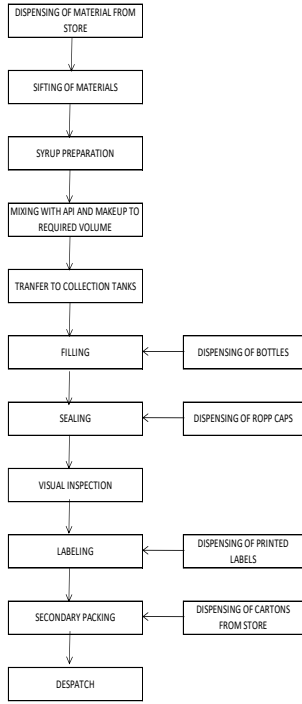 DISPENSING OF MATERIAL FROM
STORE
SIFTING OF MATERIALS
SYRUP PREPARATION
MIXING WITH API AND MAKEUP TO
REQUIRED VOLUME
TRANFER TO COLLECTION TANKS
FILLING
DISPENSING OF BOTTLES
SEALING
DISPENSING OF ROPP CAPS
VISUAL INSPECTION
LABELING
DISPENSING OF PRINTED
LABELS
SECONDARY PACKING
DISPENSING OF CARTONS
FROM STORE
DESPATCH